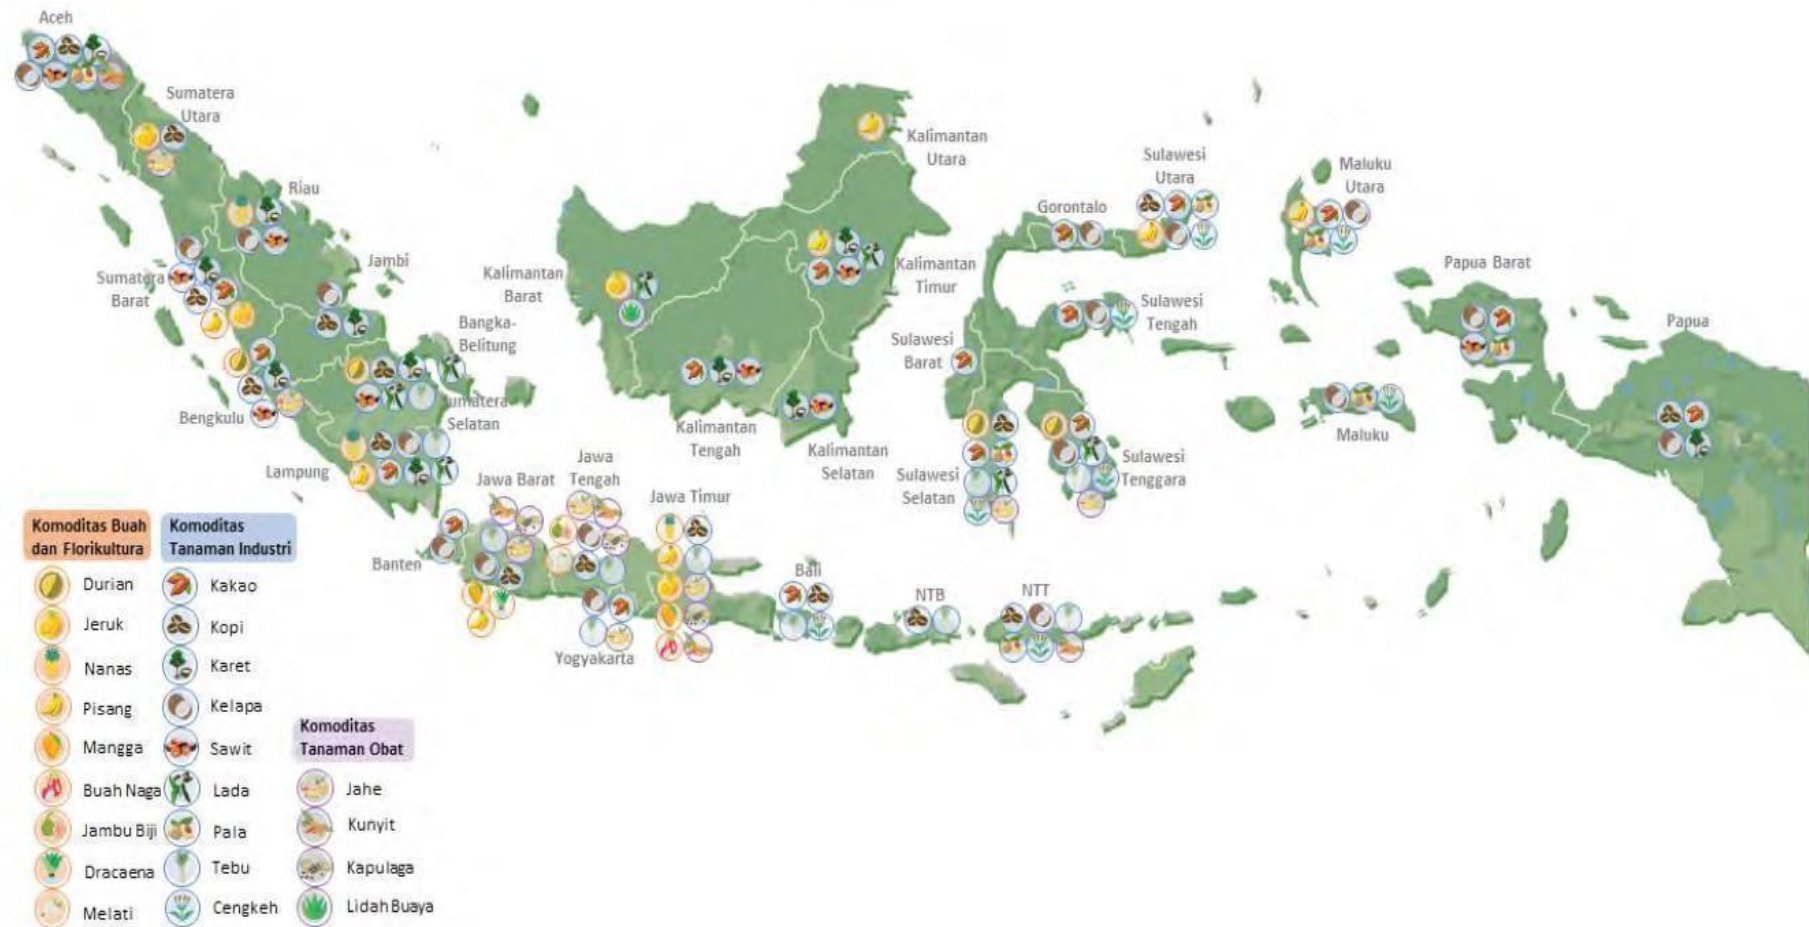 Aceh
Sumatera
Utara
Riau
Jambi
Sumatera
Barat
Bangka-
Belitung
Bengkulu
Sumatera
Selatan
Lampung
Kalimantan
Utara
Kalimantan
Barat
Kalimantan
Timur
Kalimantan
Tengah
Kalimantan
Selatan
Gorontalo
Sulawesi
Utara
Maluku
Utara
Sulawesi
Tengah
Sulawesi
Barat
Sulawesi
Selatan
Sulawesi
Tenggara
Papua Barat
Papua
Maluku
Banten
Jawa Barat
Jawa
Tengah
Jawa Timur
Yogyakarta
Bali
NTB
NTT
Komoditas Buah
dan Florikultura
Durian
Jeruk
Nanas
Pisang
Mangga
Buah Naga
Jambu Biji
Dracaena
Melati
Komoditas
Tanaman Industri
Kakao
Kopi
Karet
Kelapa
Sawit
Lada
Pala
Tebu
Cengkeh
Komoditas
Tanaman Obat
Jahe
Kunyit
Kapulaga
Lidah Buaya